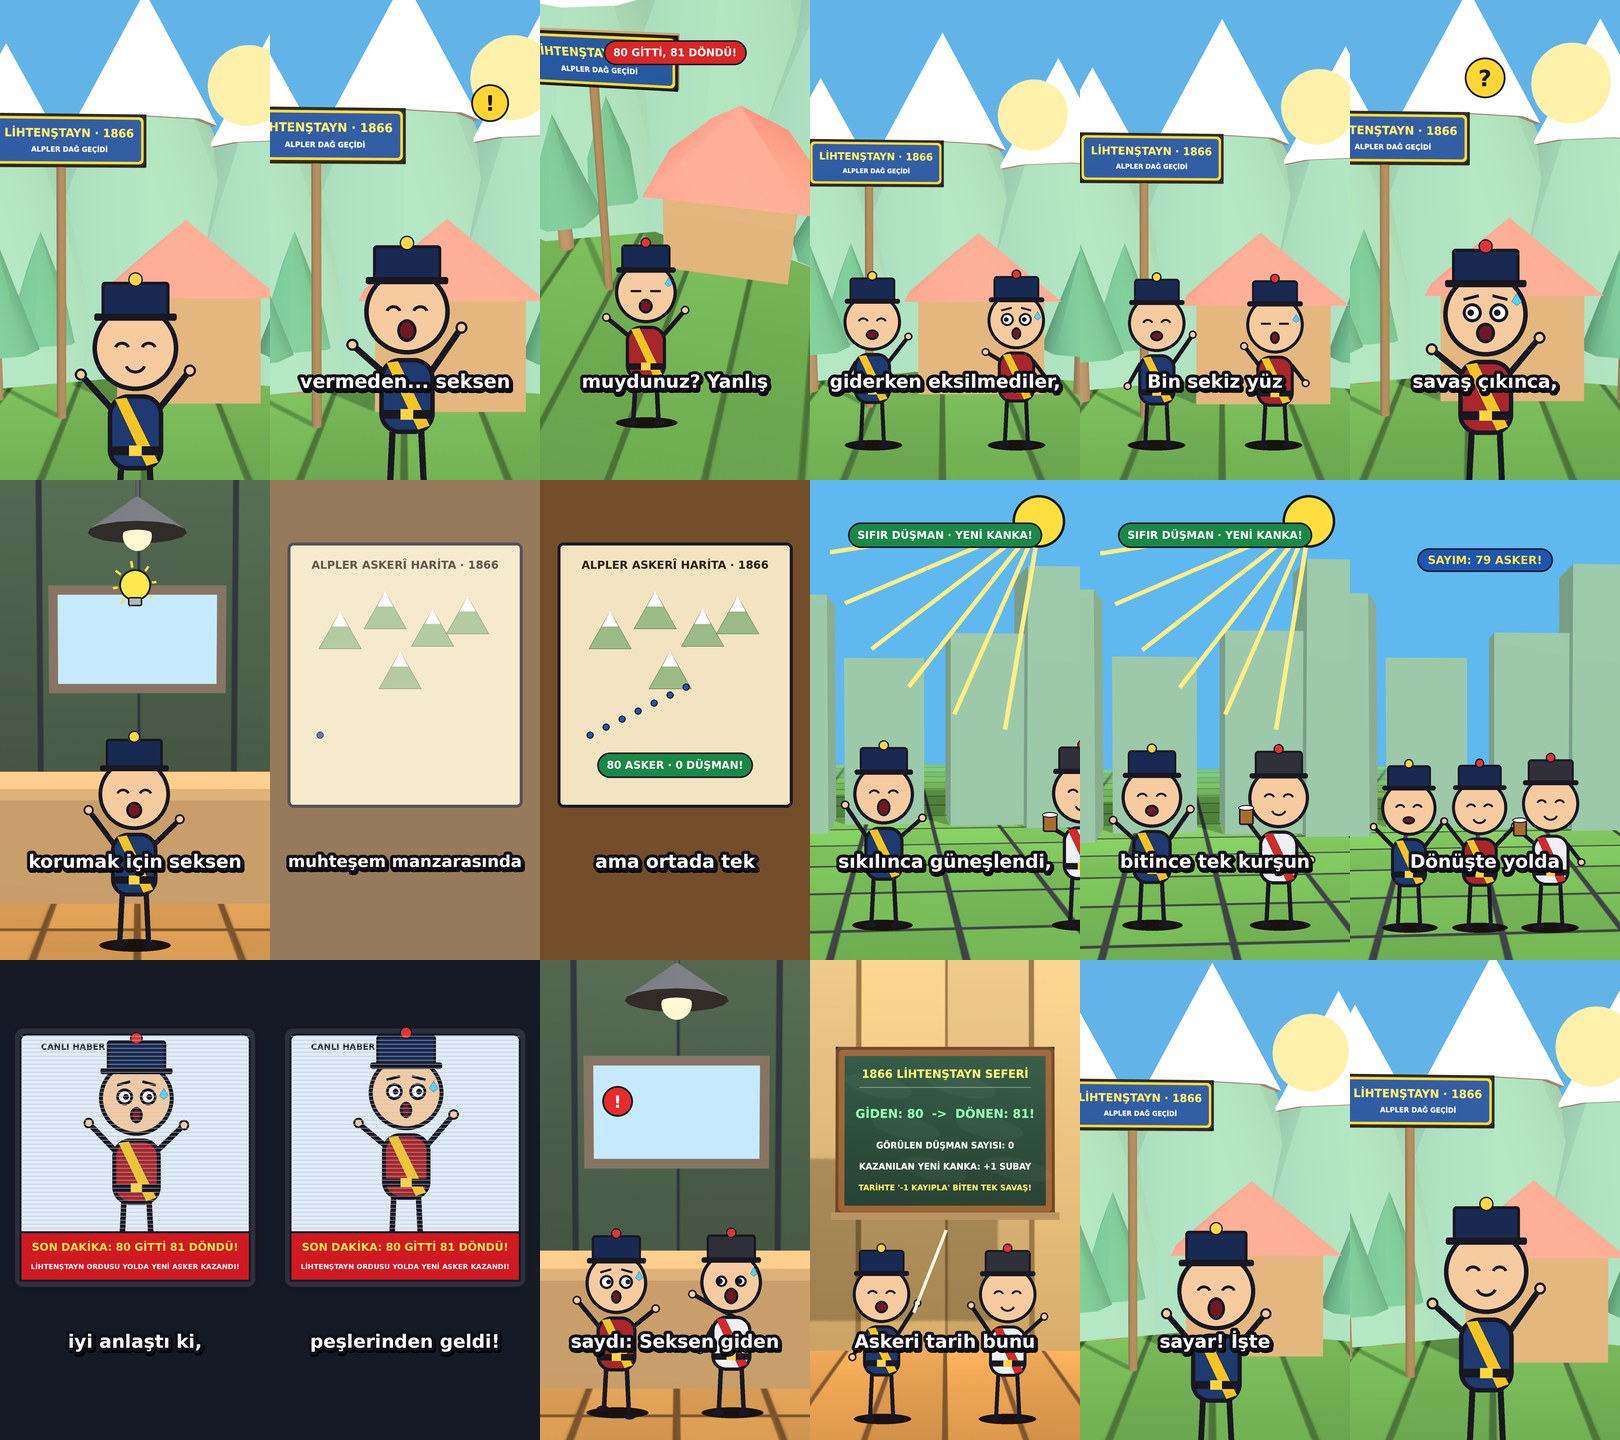 LİHTENŞTAYN · 1866
ALPLER DAĞ GEÇİDİ
HTENŞTAYN · 1866
ALPLER DAĞ GEÇİDİ
!
vermeden... seksen
İHTENŞTA
80 GİTTİ, 81 DÖNDÜ!
ALPLER DAĞ GEÇİDİ
muydunuz? Yanlış
LİHTENŞTAYN · 1866
ALPLER DAĞ GEÇİDİ
giderken eksilmediler,
LİHTENŞTAYN · 1866
ALPLER DAĞ GEÇİDİ
Bin sekiz yüz
?
TENŞTAYN · 1866
ALPLER DAĞ GEÇİDİ
savaş çıkınca,
korumak için seksen
ALPLER ASKERÎ HARİTA · 1866
muhteşem manzarasında
ALPLER ASKERÎ HARİTA · 1866
80 ASKER · 0 DÜŞMAN!
ama ortada tek
SIFIR DÜŞMAN · YENİ KANKA!
sıkılınca güneşlendi,
SIFIR DÜŞMAN · YENİ KANKA!
bitince tek kurşun
SAYIM: 79 ASKER!
Dönüşte yolda
CANLI HABER
SON DAKİKA: 80 GİTTİ 81 DÖNDÜ!
LİHTENŞTAYN ORDUSU YOLDA YENİ ASKER KAZANDI!
iyi anlaştı ki,
CANLI HABER
SON DAKİKA: 80 GİTTİ 81 DÖNDÜ!
LİHTENŞTAYN ORDUSU YOLDA YENİ ASKER KAZANDI!
peşlerinden geldi!
!
saydı: Seksen giden
1866 LİHTENŞTAYN SEFERİ
GİDEN: 80 -> DÖNEN: 81!
GÖRÜLEN DÜŞMAN SAYISI: 0
KAZANILAN YENİ KANKA: +1 SUBAY
TARİHTE '-1 KAYIPLA' BİTEN TEK SAVAŞ!
Askeri tarih bunu
LİHTENŞTAYN · 1866
ALPLER DAĞ GEÇİDİ
sayar! İşte
LİHTENŞTAYN · 1866
ALPLER DAĞ GEÇİDİ